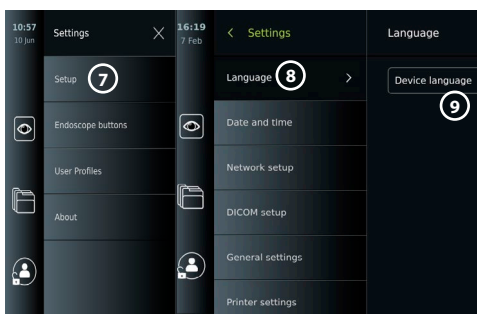 10:57
10 Jun
Settings
Setup
7
Endoscope buttons
User Profiles
About
16:19
7 Feb
Settings
Language
8
Date and time
Network setup
DICOM setup
General settings
Printer settings
Language
Device language
9